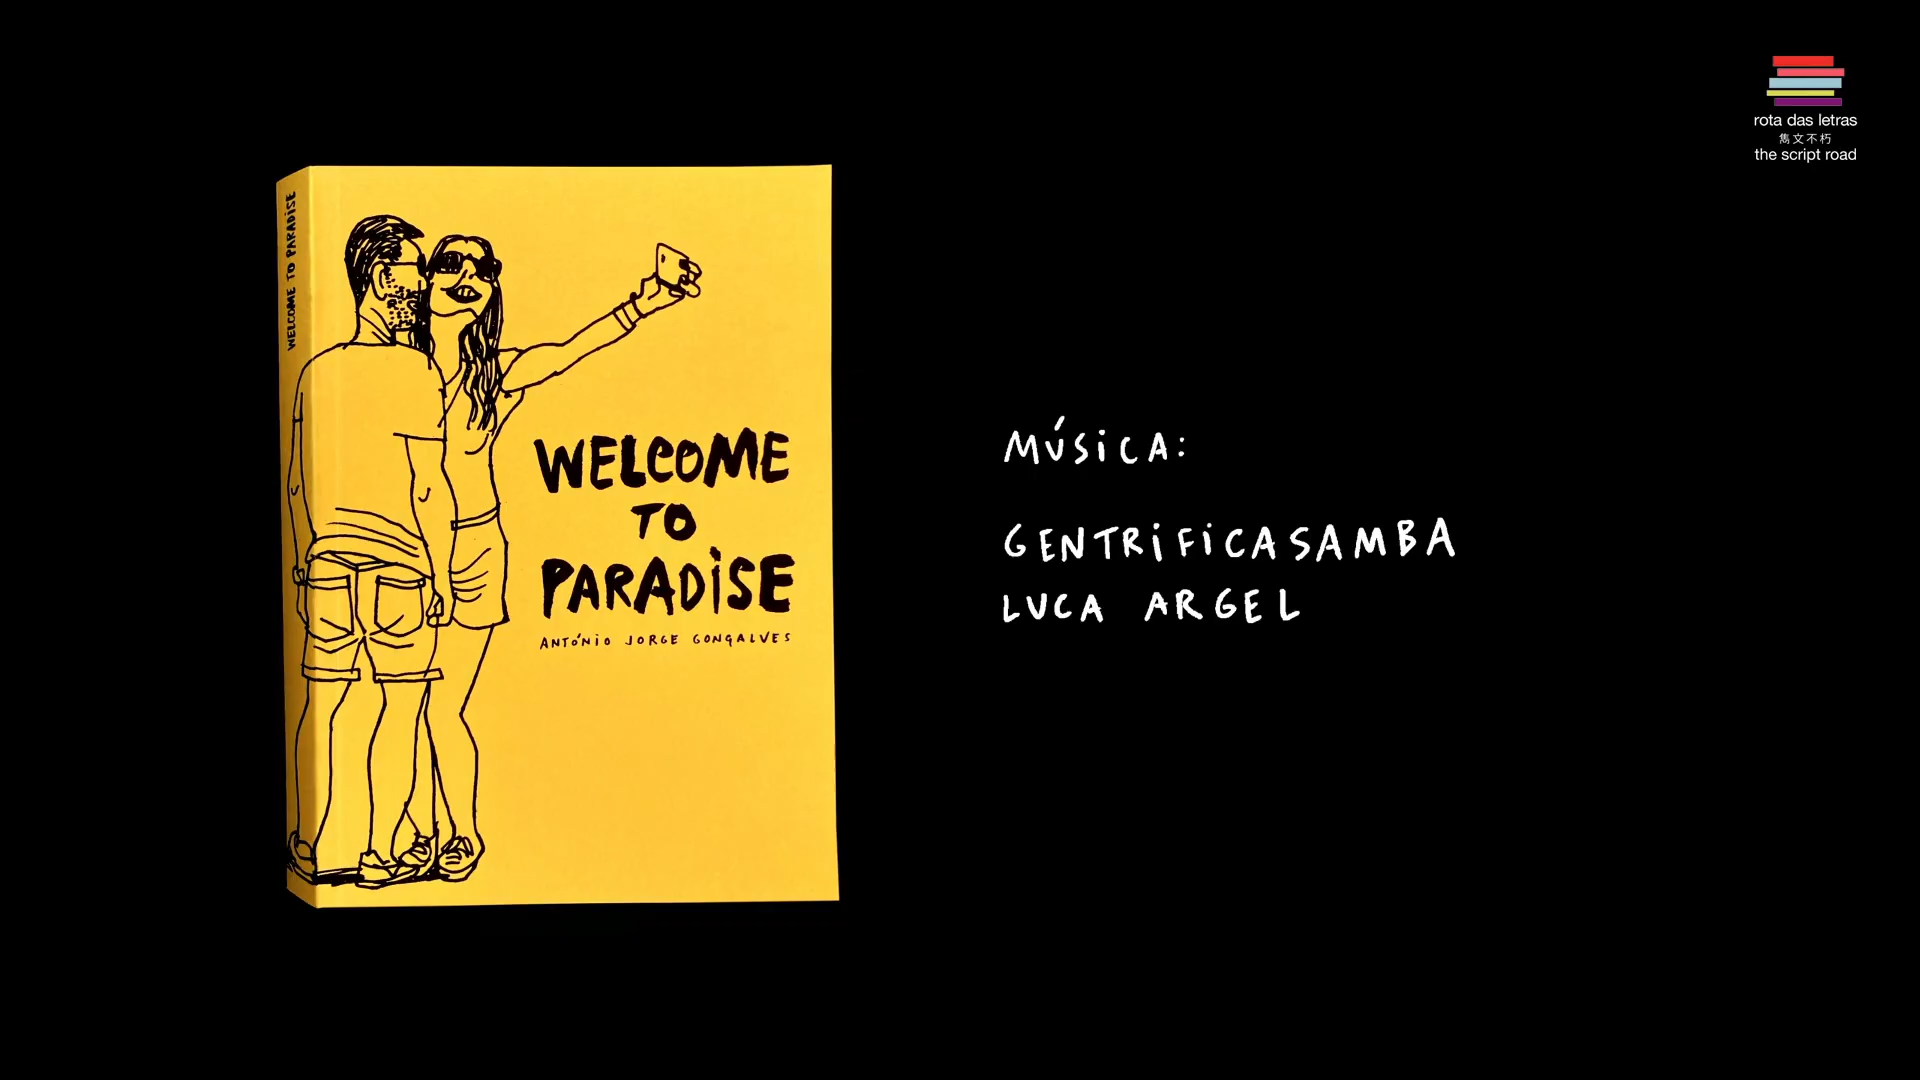 WELCOME TO PARADISE
WELCOME
TO
PARADISE
ANTÓNIO JORGE GONÇALVES
MÚSICA:
GENTRIFICASAMBA
LUCA ARGEL
rota das letras
雋文不朽
the script road